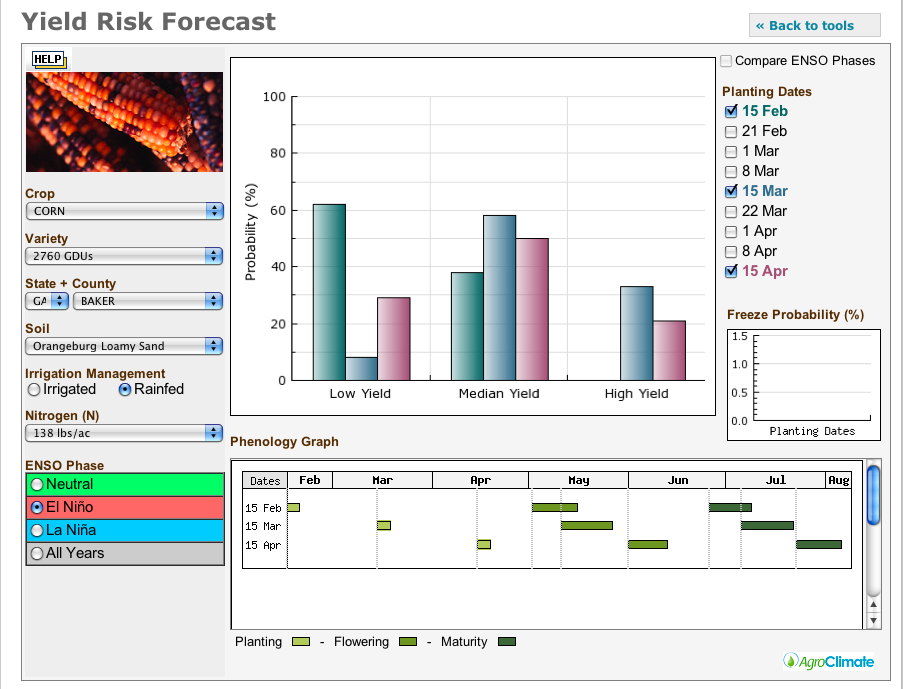 Yield Risk Forecast
« Back to tools
HELP
Crop
CORN
Variety
2760 GDUs
State + County
GA BAKER
Soil
Orangeburg Loamy Sand
Irrigation Management
Irrigated Rainfed
Nitrogen (N)
138 lbs/ac
ENSO Phase
Neutral
El Niño
La Niña
All Years
Probability (%)
100
80
60
40
20
0
Low Yield Median Yield High Yield
Compare ENSO Phases
Planting Dates
15 Feb
21 Feb
1 Mar
8 Mar
15 Mar
22 Mar
1 Apr
8 Apr
15 Apr
Freeze Probability (%)
1.5
1.0
0.5
0.0
Planting Dates
Phenology Graph
Dates Feb Mar Apr May Jun Jul Aug
15 Feb
15 Mar
15 Apr
Planting - Flowering - Maturity
AgroClimate